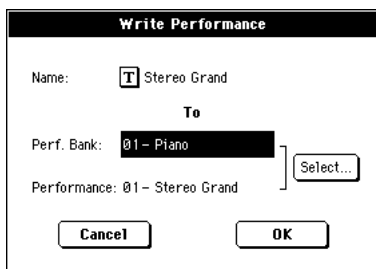 Write Performance
Name: T Stereo Grand
To
Perf. Bank: 01- Piano
Select...
Performance: 01- Stereo Grand
Cancel OK